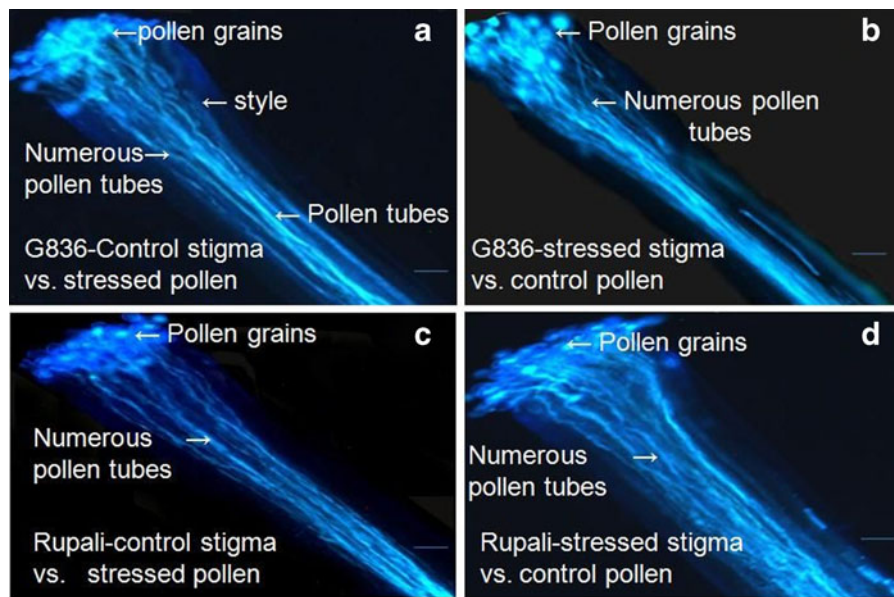 ←pollen grains
a
← style
Numerous→
pollen tubes
← Pollen tubes
G836-Control stigma
vs. stressed pollen
b
← Pollen grains
← Numerous pollen
tubes
G836-stressed stigma
vs. control pollen
c
← Pollen grains
Numerous →
pollen tubes
Rupali-control stigma
vs. stressed pollen
d
← Pollen grains
Numerous →
pollen tubes
Rupali-stressed stigma
vs. control pollen